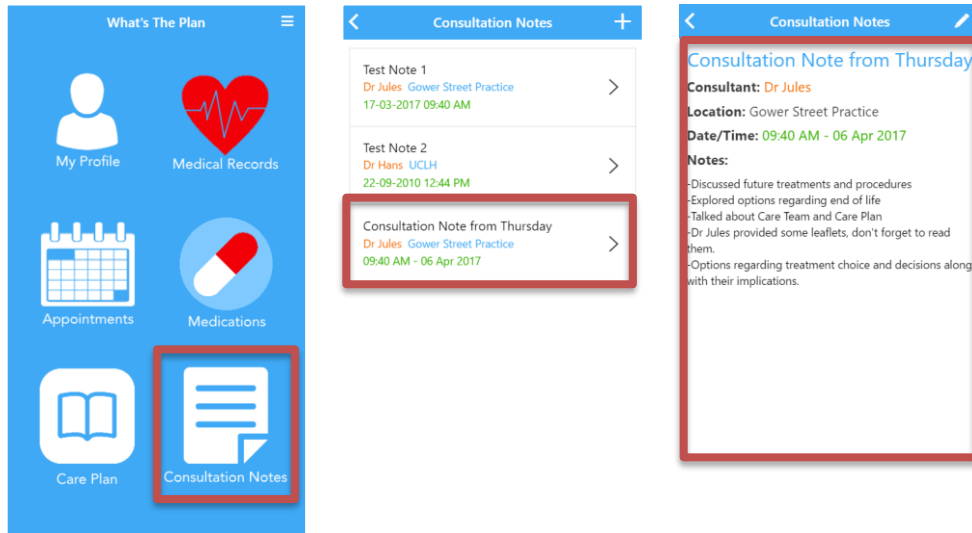 What's The Plan
My Profile
Medical Records
Appointments
Medications
Care Plan
Consultation Notes
Consultation Notes
Test Note 1
Dr Jules Gower Street Practice
17-03-2017 09:40 AM
Test Note 2
Dr Hans UCLH
22-09-2010 12:44 PM
Consultation Note from Thursday
Dr Jules Gower Street Practice
09:40 AM - 06 Apr 2017
Consultation Notes
Consultation Note from Thursday
Consultant: Dr Jules
Location: Gower Street Practice
Date/Time: 09:40 AM - 06 Apr 2017
Notes:
-Discussed future treatments and procedures
-Explored options regarding end of life
-Talked about Care Team and Care Plan
-Dr Jules provided some leaflets, don't forget to read
them.
-Options regarding treatment choice and decisions along
with their implications.